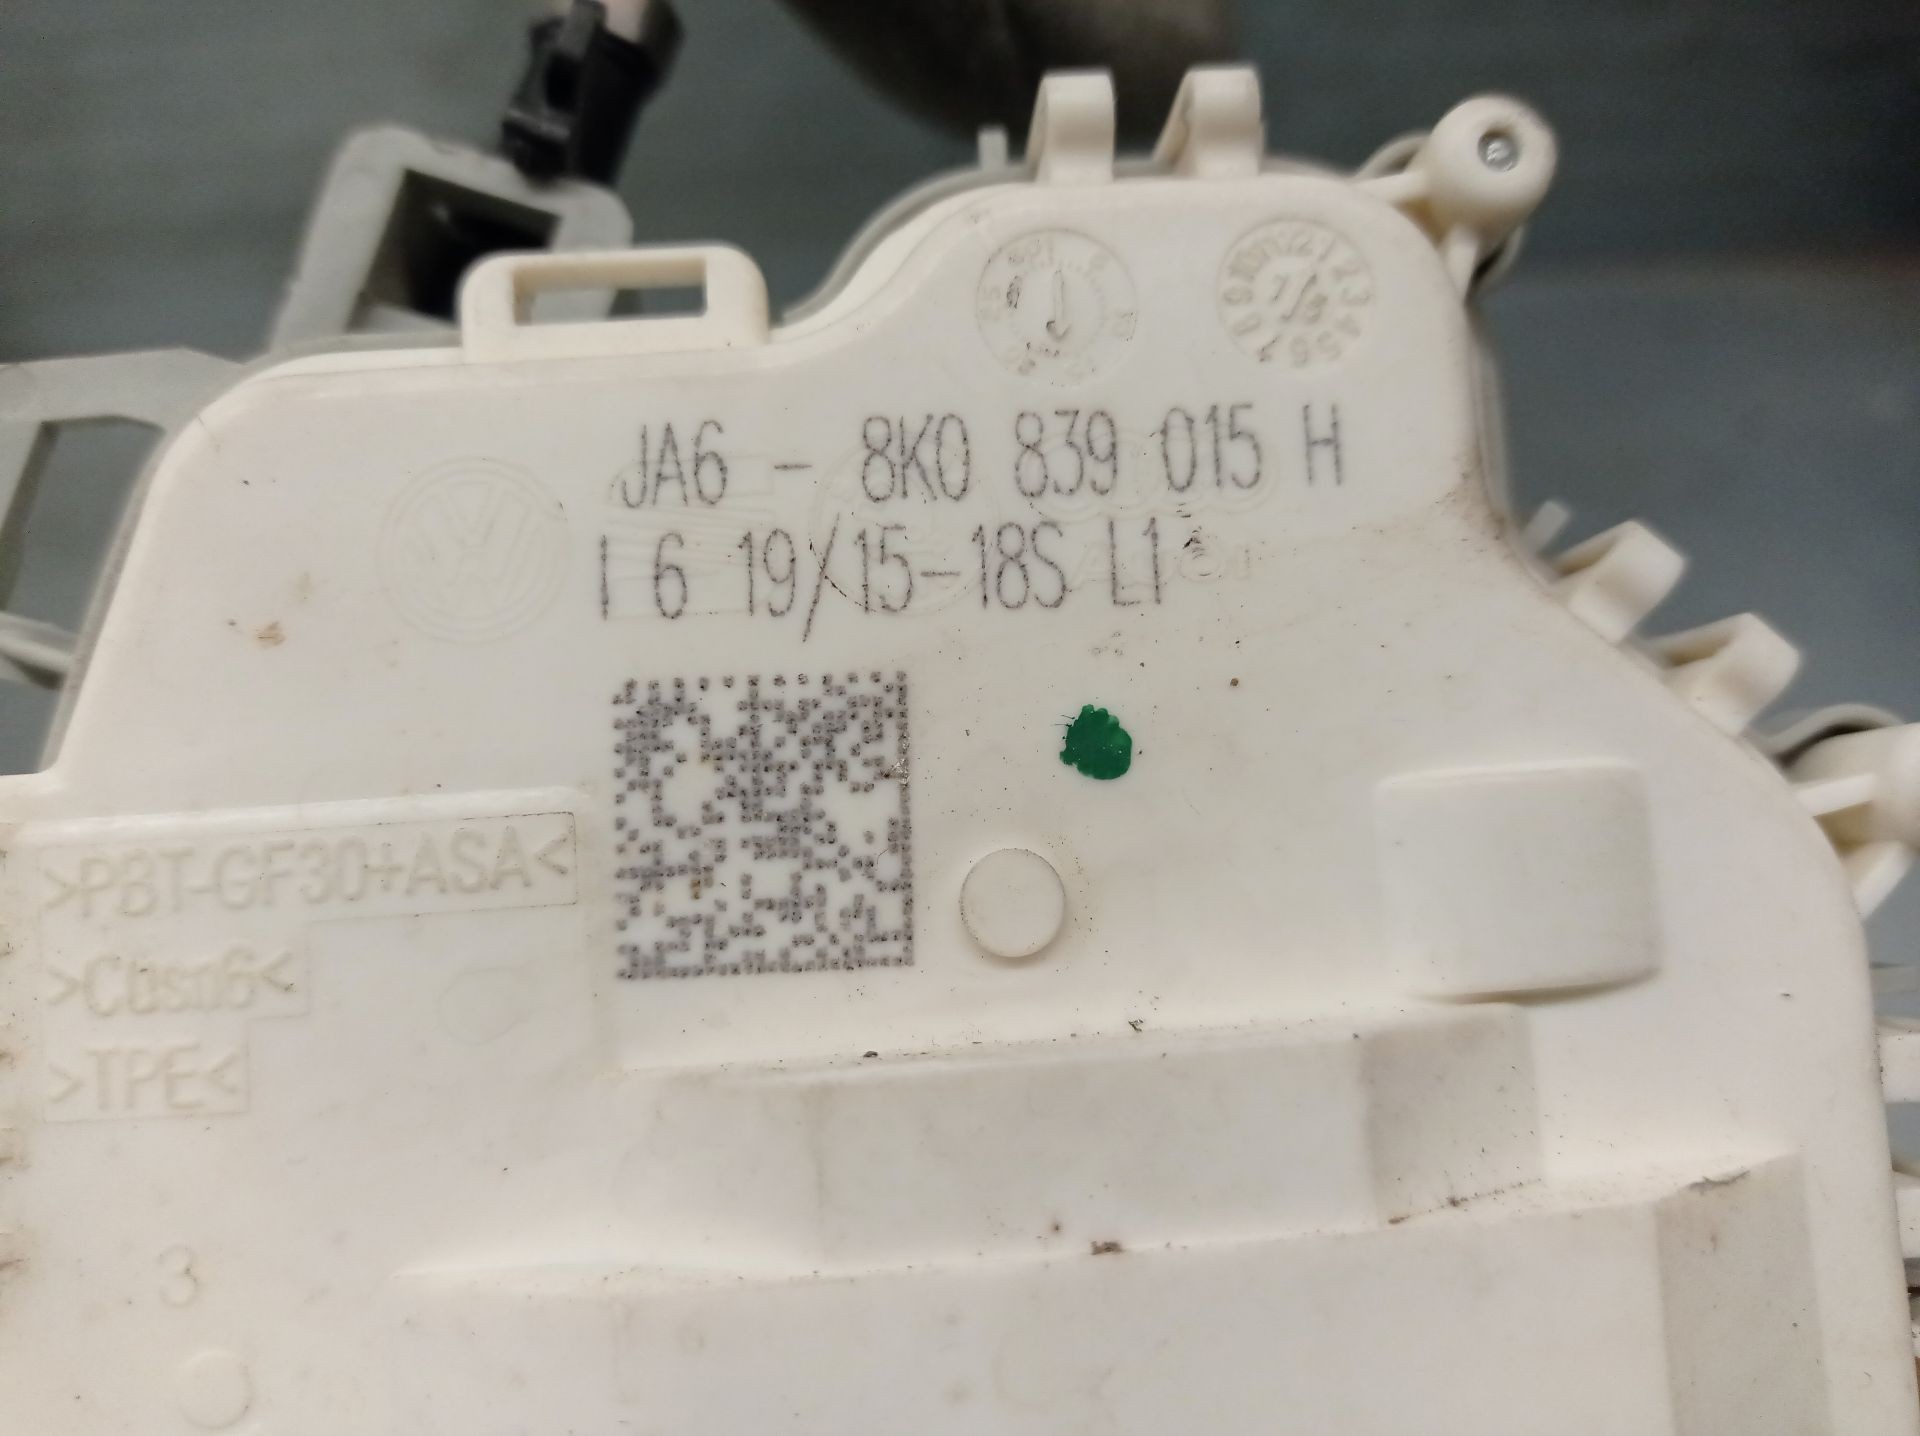 JA6 - 8K0 839 015 H
I 6 19/15-18S L1
>PBT-GF30+ASA<
>TPE<
3